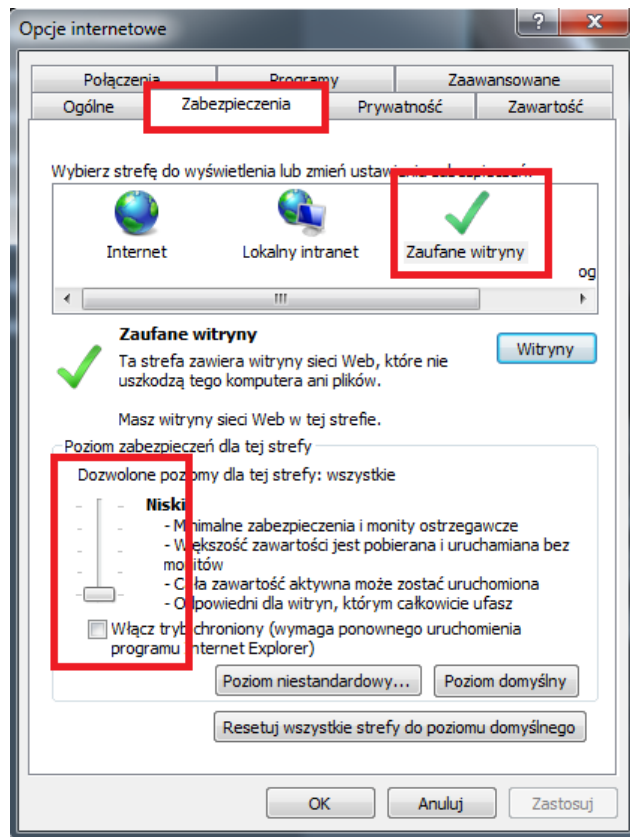 Opcje internetowe
Połączenia Programy Zaawansowane
Ogólne Zabezpieczenia Prywatność Zawartość
Wybierz strefę do wyświetlenia lub zmień ustawienia zabezpieczeń.
Internet Lokalny intranet Zaufane witryny
og
Zaufane witryny
Witryny
Ta strefa zawiera witryny sieci Web, które nie
uszkodzą tego komputera ani plików.
Masz witryny sieci Web w tej strefie.
Poziom zabezpieczeń dla tej strefy
Dozwolone poziomy dla tej strefy: wszystkie
Niski
- Minimalne zabezpieczenia i monity ostrzegawcze
- Większość zawartości jest pobierana i uruchamiana bez
monitów
- Cała zawartość aktywna może zostać uruchomiona
- Odpowiedni dla witryn, którym całkowicie ufasz
Włącz tryb chroniony (wymaga ponownego uruchomienia
programu Internet Explorer)
Poziom niestandardowy... Poziom domyślny
Resetuj wszystkie strefy do poziomu domyślnego
OK Anuluj Zastosuj